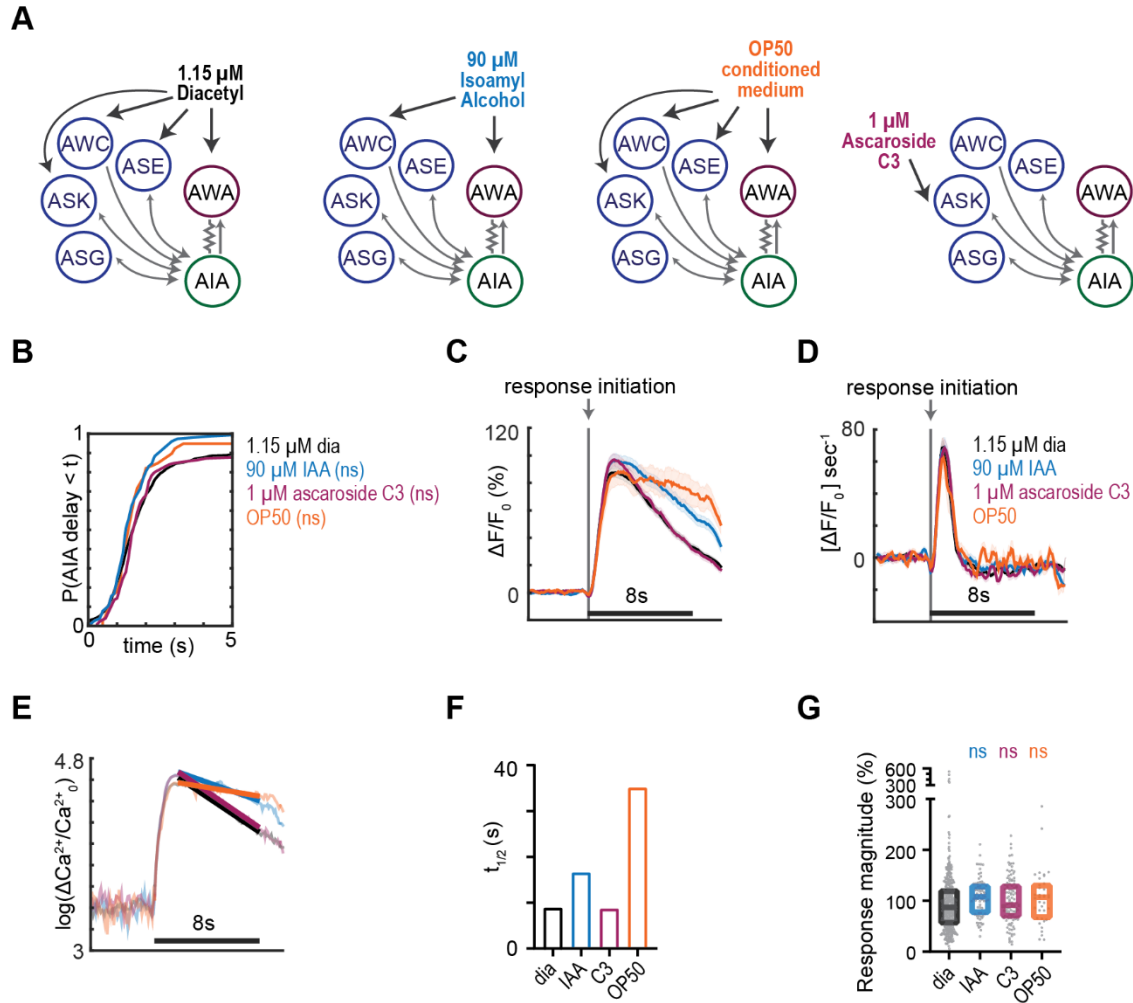 A
1.15 µM
Diacetyl
AWC
ASE
ASK
AWA
ASG
AIA
90 µM
Isoamyl
Alcohol
AWC
ASE
ASK
AWA
ASG
AIA
OP50
conditioned
medium
AWC
ASE
ASK
AWA
ASG
AIA
1 µM
Ascaroside
C3
AWC
ASE
ASK
AWA
ASG
AIA
B
P(AIA delay < t)
1
0
0
5
time (s)
1.15 µM dia
90 µM IAA (ns)
1 µM ascaroside C3 (ns)
OP50 (ns)
C
response initiation
120
0
ΔF/F0 (%)
8s
D
response initiation
80
0
[ΔF/F0] sec-1
1.15 µM dia
90 µM IAA
1 µM ascaroside C3
OP50
8s
E
4.8
3
log(ΔCa2+/Ca2+0)
8s
F
40
0
t1/2 (s)
dia
IAA
C3
OP50
G
ns ns ns
Response magnitude (%)
600
300
300
200
100
0
dia
IAA
C3
OP50